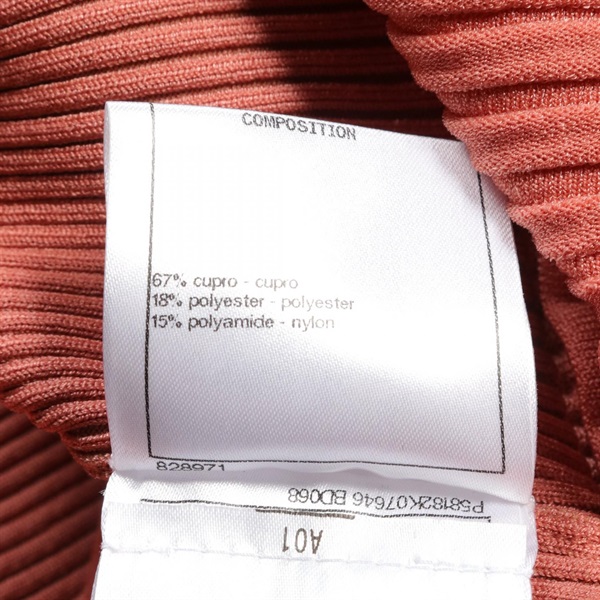 COMPOSITION
67% cupro - cupro
18% polyester - polyester
15% polyamide - nylon
828971
P58182K07646 BD068
A01